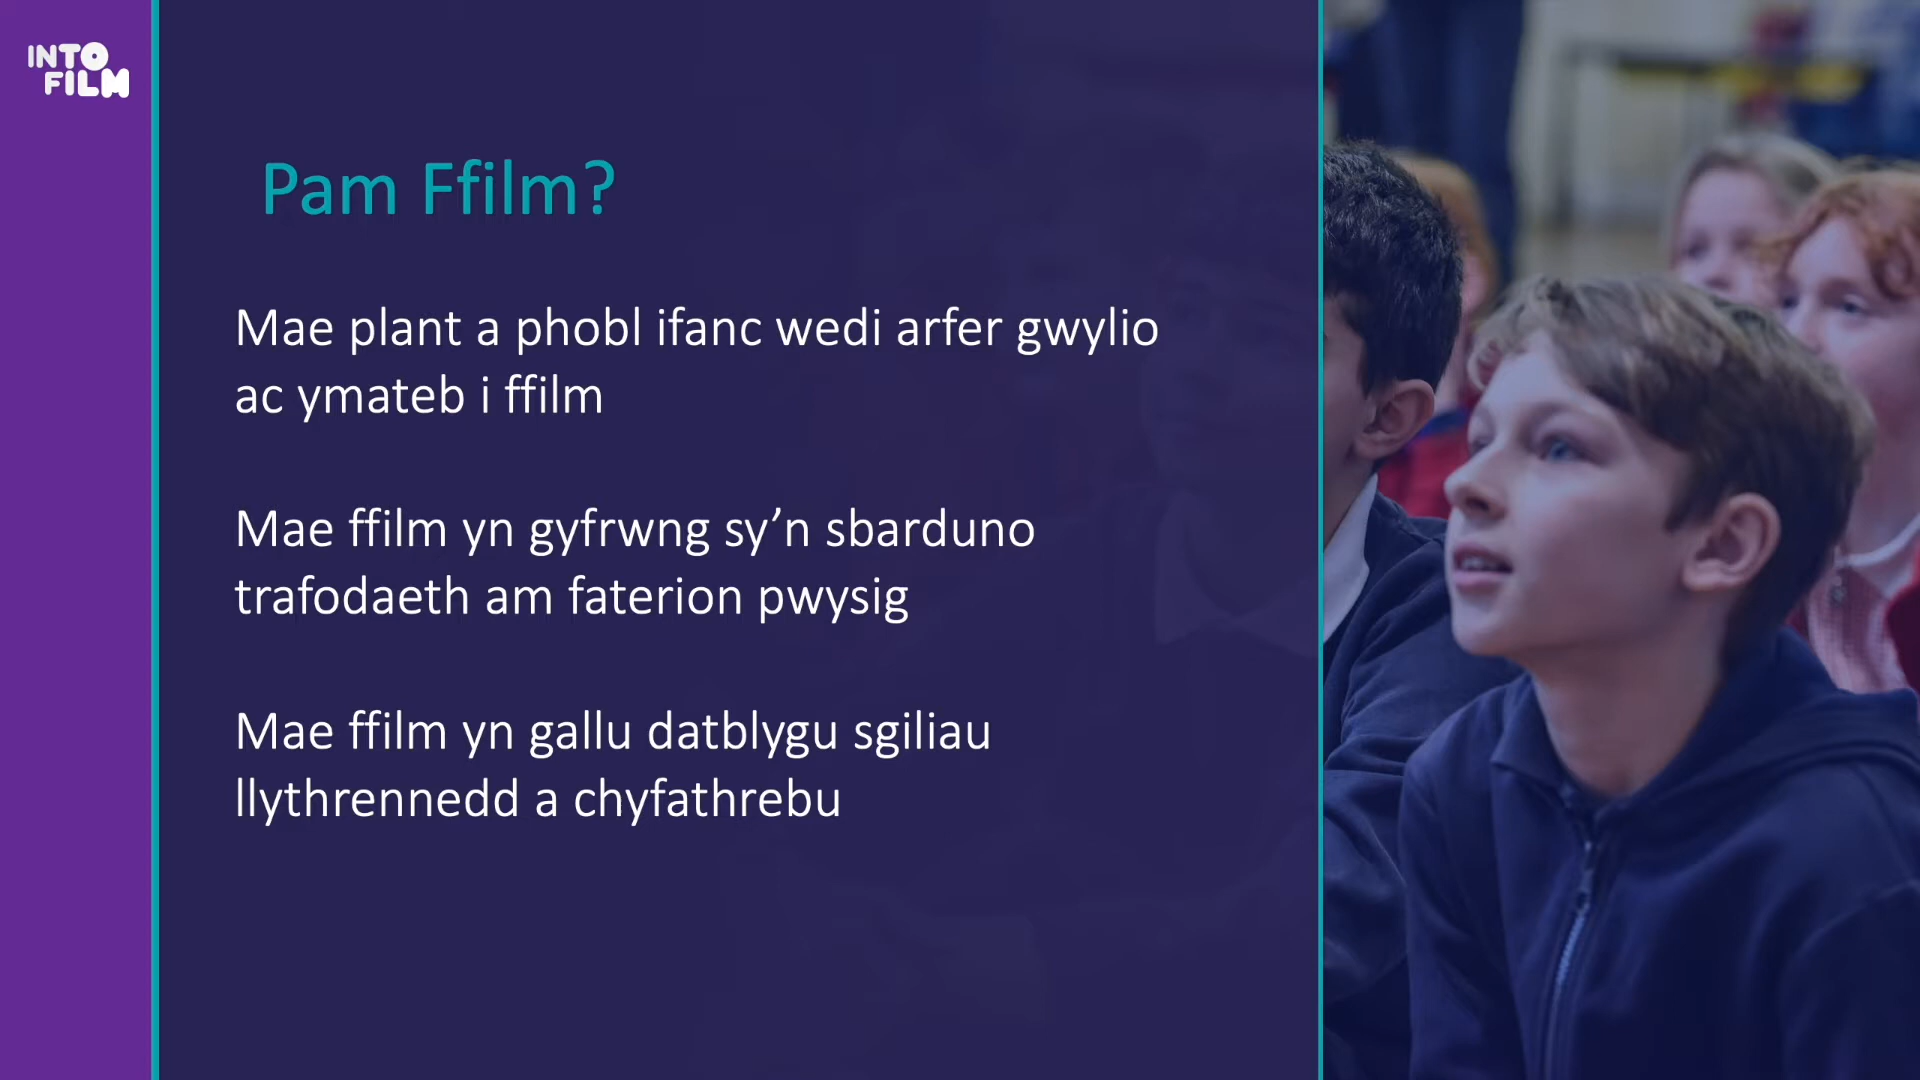 INTO
FILM
Pam Ffilm?
Mae plant a phobl ifanc wedi arfer gwylio
ac ymateb i ffilm
Mae ffilm yn gyfrwng sy’n sbarduno
trafodaeth am faterion pwysig
Mae ffilm yn gallu datblygu sgiliau
llythrennedd a chyfathrebu